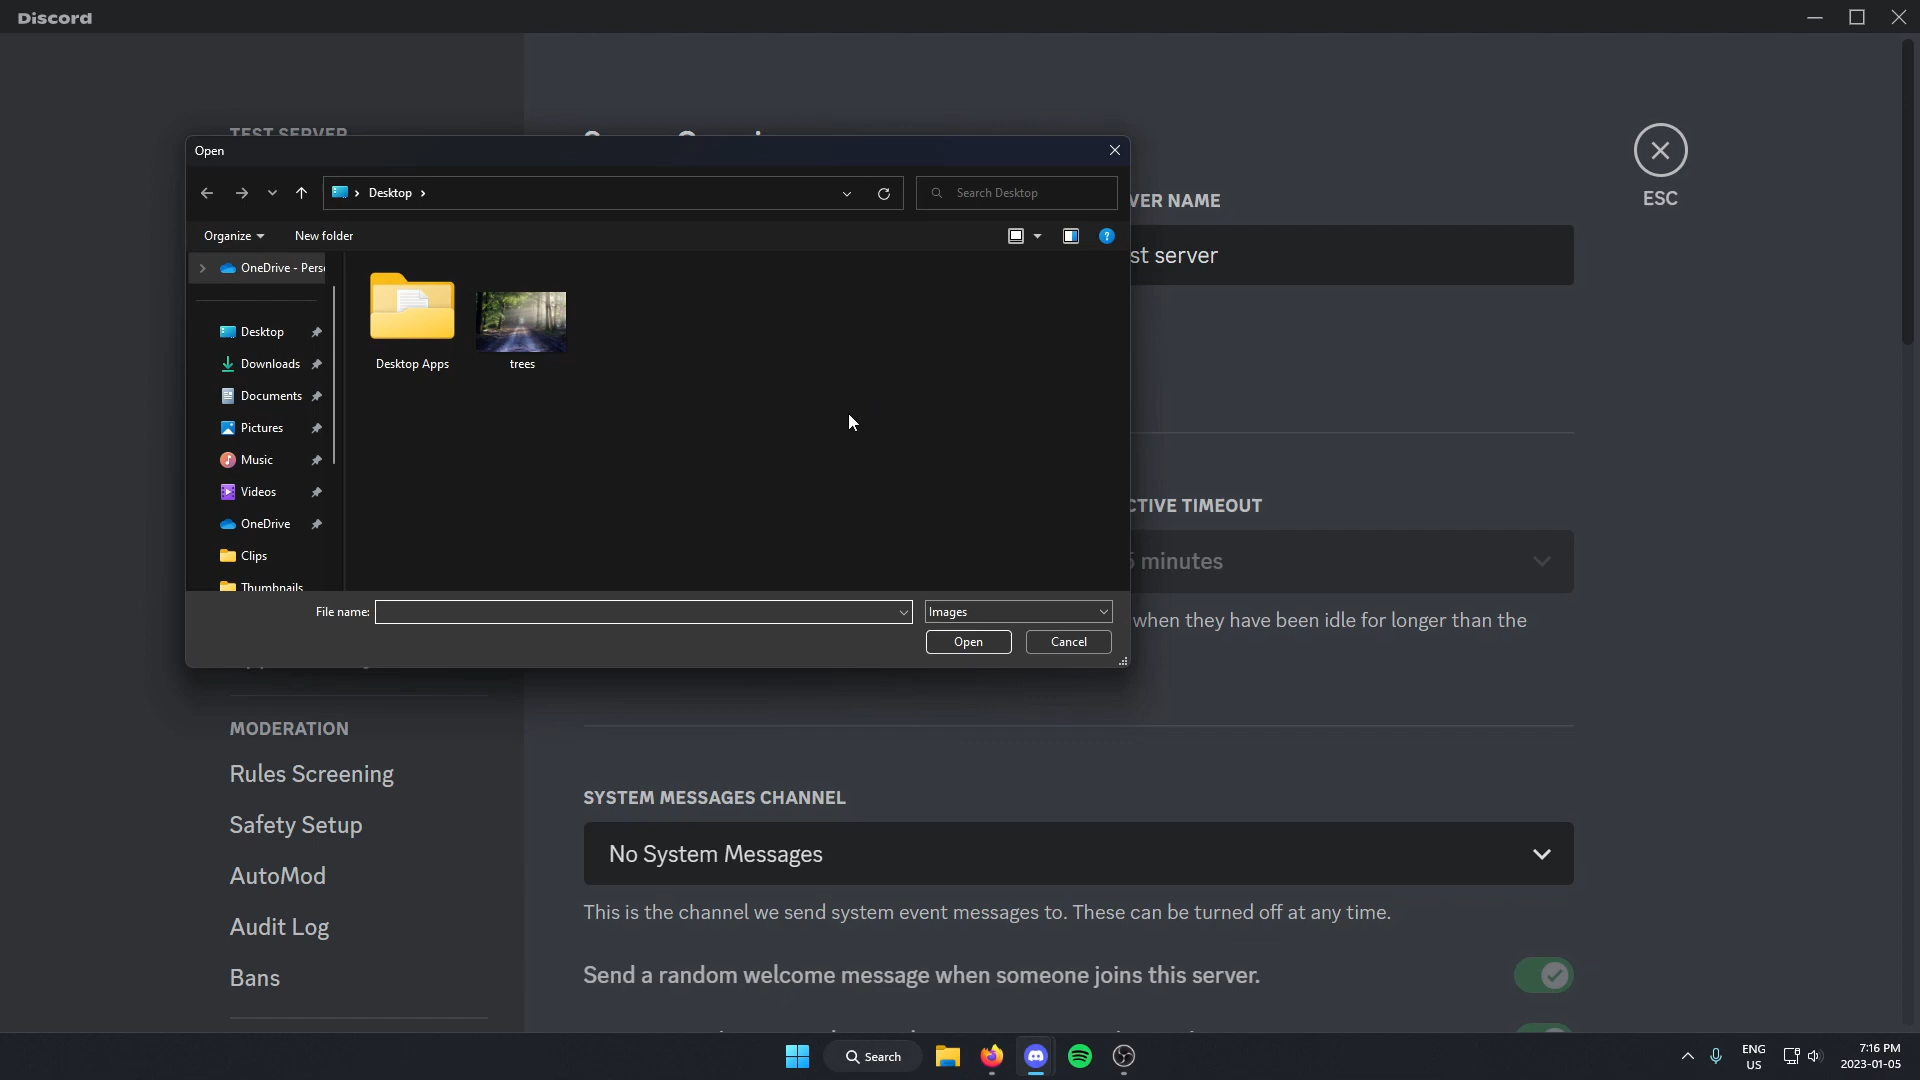 Discord
TEST SERVER
Open
Desktop
Search Desktop
Organize
New folder
OneDrive - Pers
Desktop Apps
trees
Desktop
Downloads
Documents
Pictures
Music
Videos
OneDrive
Clips
Thumbnails
File name:
Images
Open
Cancel
ESC
VER NAME
st server
CTIVE TIMEOUT
5 minutes
when they have been idle for longer than the
MODERATION
Rules Screening
Safety Setup
AutoMod
Audit Log
Bans
SYSTEM MESSAGES CHANNEL
No System Messages
This is the channel we send system event messages to. These can be turned off at any time.
Send a random welcome message when someone joins this server.
Search
ENG
US
7:16 PM
2023-01-05